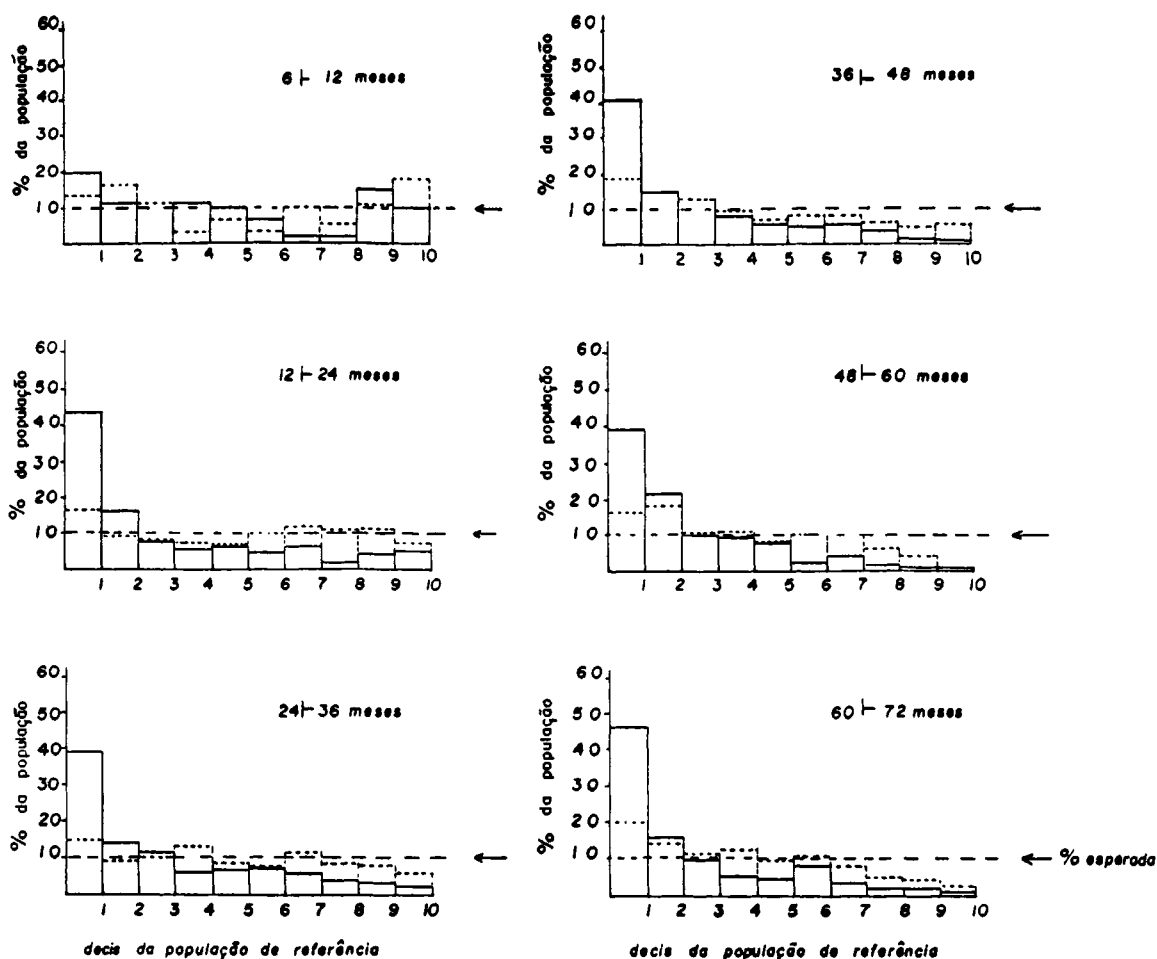 % da população
60
50
40
30
20
10
6 ⊢ 12 meses
1 2 3 4 5 6 7 8 9 10
% da população
60
50
40
30
20
10
36 ⊢ 48 meses
1 2 3 4 5 6 7 8 9 10
% da população
60
50
40
30
20
10
12 ⊢ 24 meses
1 2 3 4 5 6 7 8 9 10
% da população
60
50
40
30
20
10
48 ⊢ 60 meses
1 2 3 4 5 6 7 8 9 10
% da população
60
50
40
30
20
10
24 ⊢ 36 meses
1 2 3 4 5 6 7 8 9 10
decis da população de referência
% da população
60
50
40
30
20
10
60 ⊢ 72 meses
% esperada
1 2 3 4 5 6 7 8 9 10
decis da população de referência